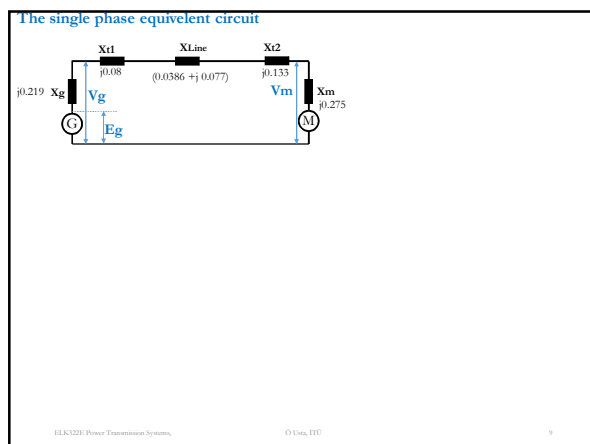 The single phase equivelent circuit
Xt1 XLine Xt2
j0.08 (0.0386 +j 0.077) j0.133
j0.219 Xg Vg Vm Xm
j0.275
G Eg M
ELK322E Power Transmission Systems, Ö Usta, İTÜ 9